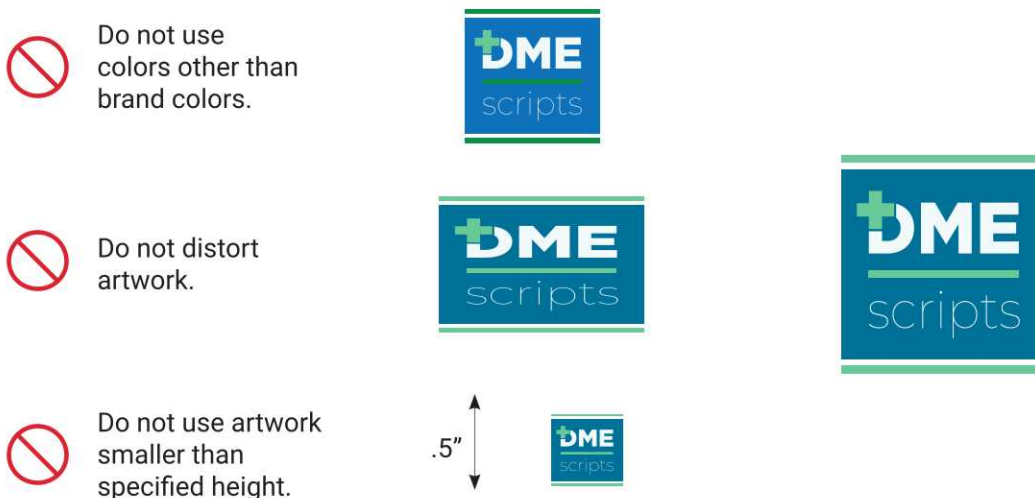 Do not use
colors other than
brand colors.
DME
scripts
Do not distort
artwork.
DME
scripts
DME
scripts
Do not use artwork
smaller than
specified height.
.5”
DME
scripts